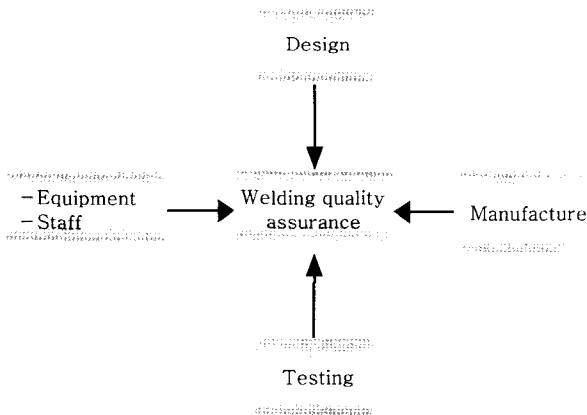 Design
– Equipment
– Staff
Welding quality
assurance
Manufacture
Testing